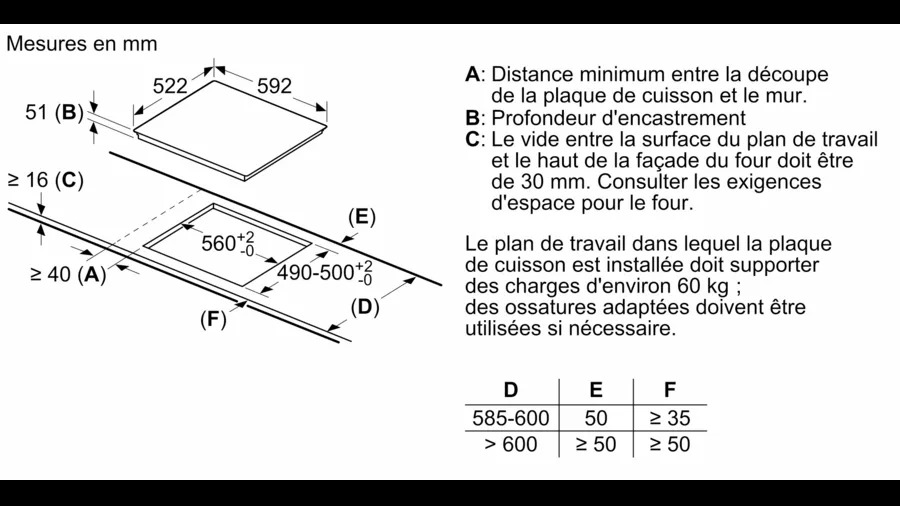 Mesures en mm
522
592
51 (B)
≥ 16 (C)
(E)
560+2
-0
490-500+2
-0
≥ 40 (A)
(D)
(F)
A: Distance minimum entre la découpe
de la plaque de cuisson et le mur.
B: Profondeur d'encastrement
C: Le vide entre la surface du plan de travail
et le haut de la façade du four doit être
de 30 mm. Consulter les exigences
d'espace pour le four.
Le plan de travail dans lequel la plaque
de cuisson est installée doit supporter
des charges d'environ 60 kg ;
des ossatures adaptées doivent être
utilisées si nécessaire.
D E F
585-600 50 ≥ 35
> 600 ≥ 50 ≥ 50